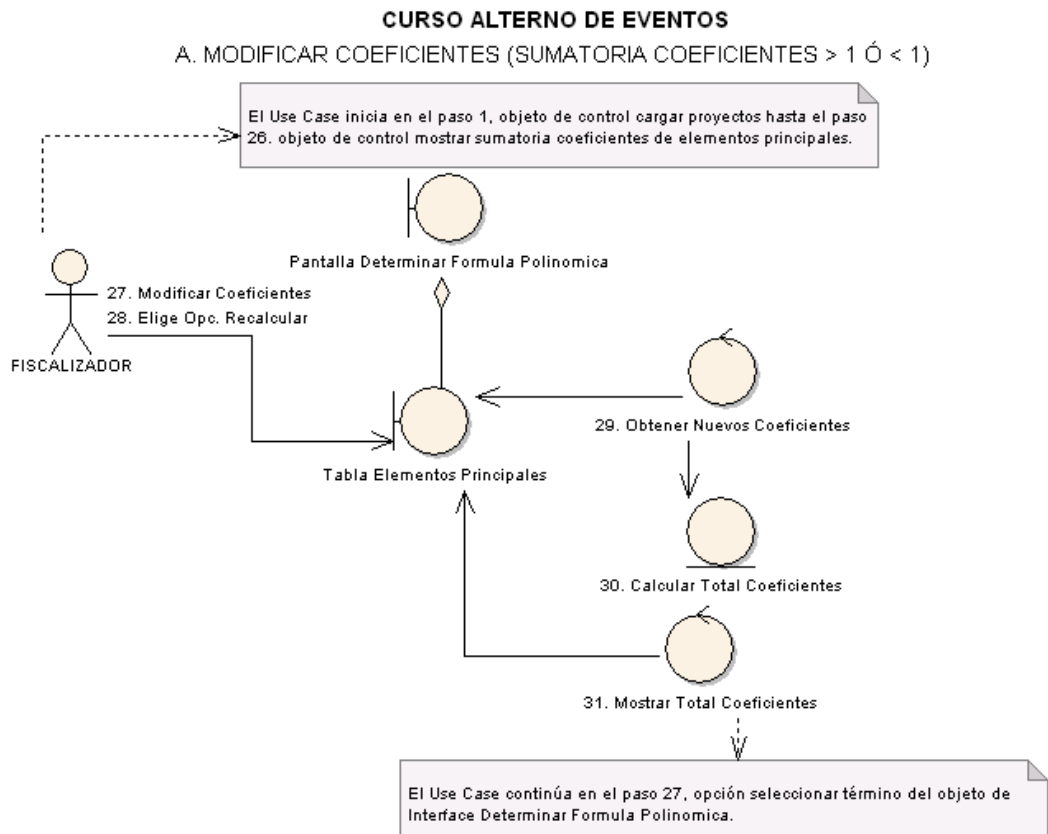 CURSO ALTERNO DE EVENTOS
A. MODIFICAR COEFICIENTES (SUMATORIA COEFICIENTES > 1 Ó < 1)
El Use Case inicia en el paso 1, objeto de control cargar proyectos hasta el paso
26. objeto de control mostrar sumatoria coeficientes de elementos principales.
Pantalla Determinar Formula Polinomica
27. Modificar Coeficientes
28. Elige Opc. Recalcular
FISCALIZADOR
29. Obtener Nuevos Coeficientes
Tabla Elementos Principales
30. Calcular Total Coeficientes
31. Mostrar Total Coeficientes
El Use Case continúa en el paso 27, opción seleccionar término del objeto de
Interface Determinar Formula Polinomica.